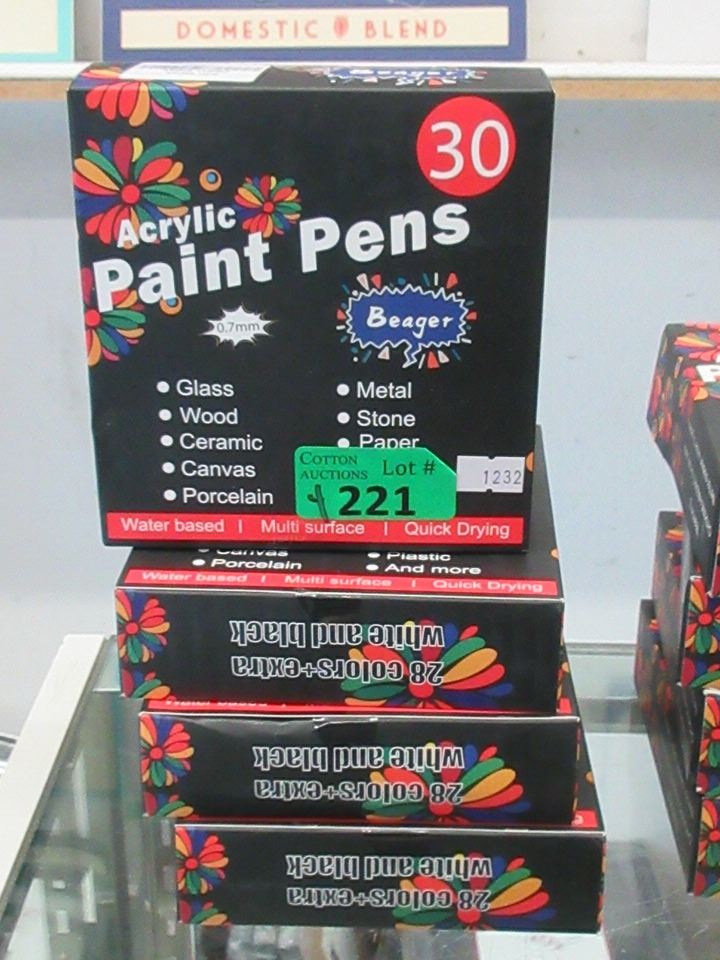 DOMESTIC BLEND
Beager
30
Acrylic
Paint Pens
0.7mm
Beager
Glass
Wood
Ceramic
Canvas
Porcelain
Metal
Stone
Paper
COTTON
AUCTIONS
Lot #
221
1232
Water based | Multi surface | Quick Drying
Canvas
Porcelain
Plastic
And more
Water based | Multi surface | Quick Drying
28 colors+extra
white and black
28 colors+extra
white and black
28 colors+extra
white and black